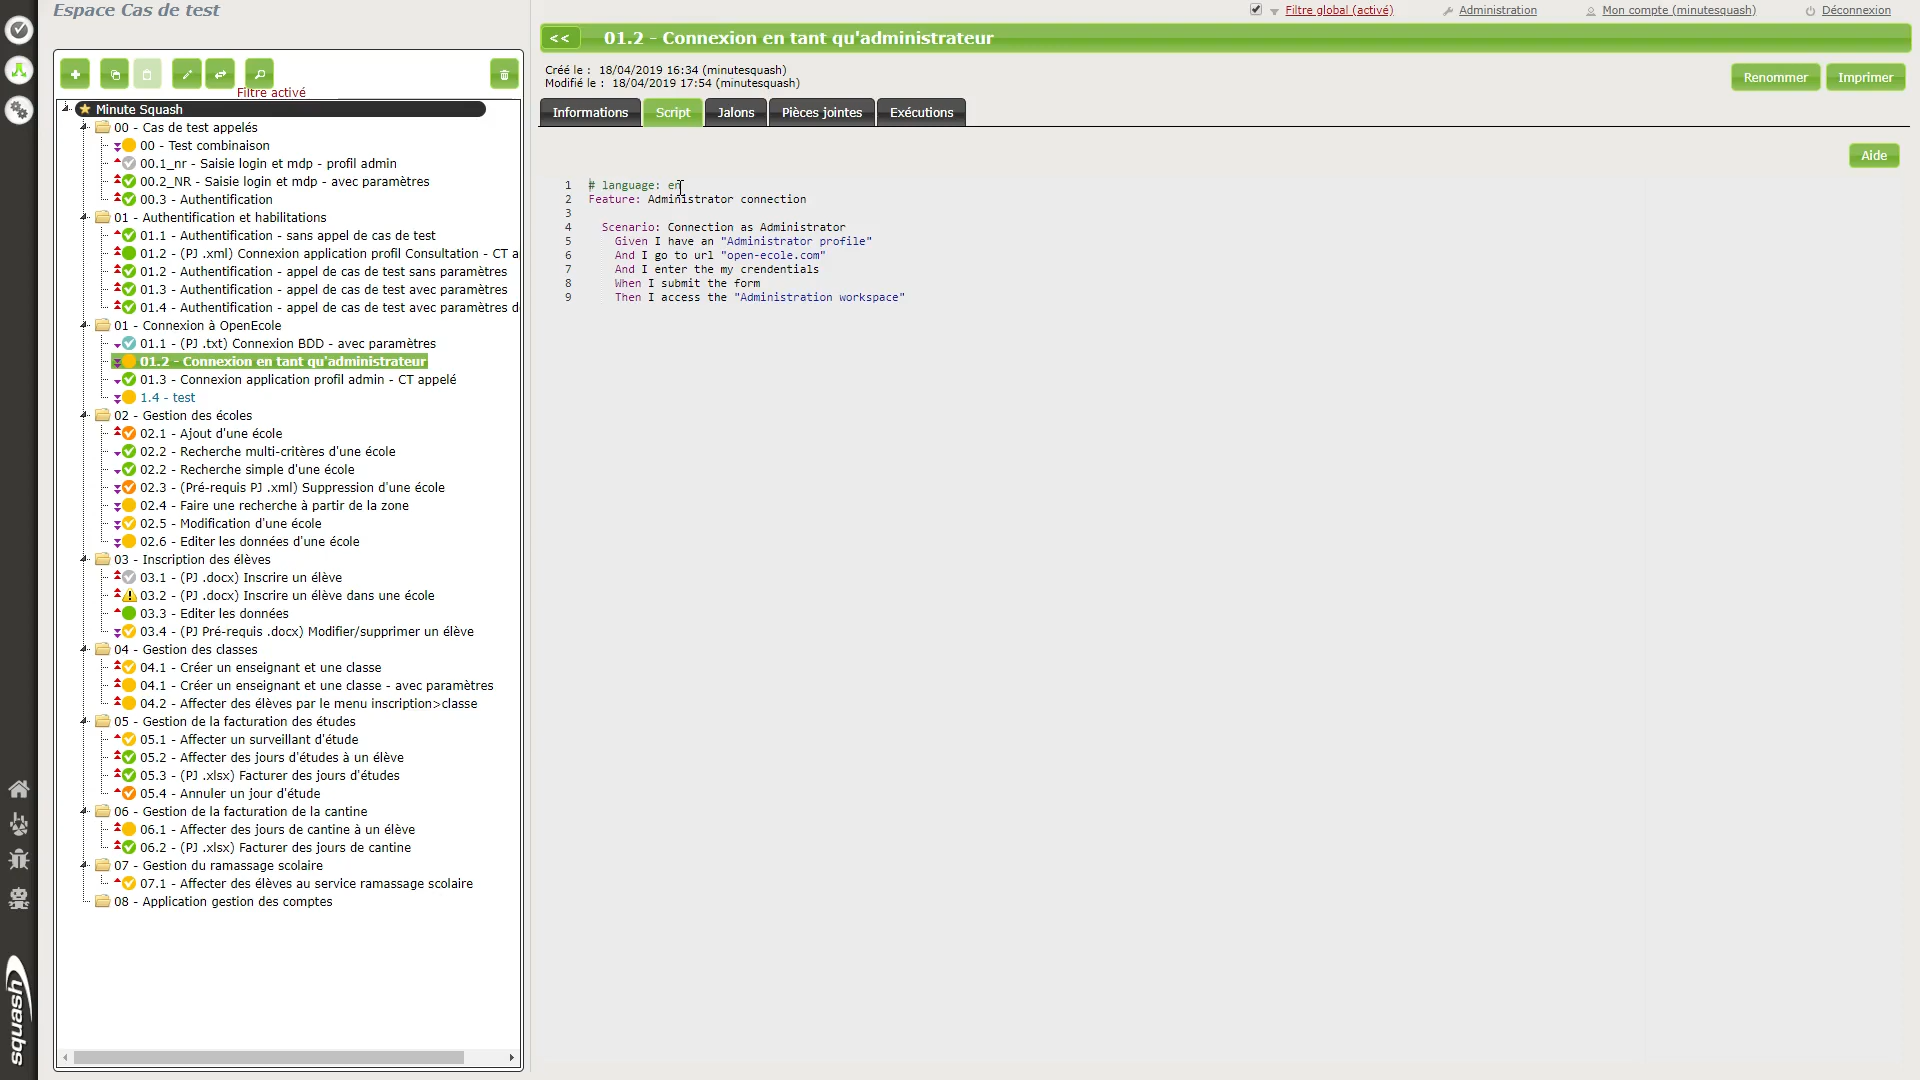 Espace Cas de test
Filtre global (activé)
Administration
Mon compte (minutesquash)
Déconnexion
<<
01.2 - Connexion en tant qu'administrateur
Créé le : 18/04/2019 16:34 (minutesquash)
Modifié le : 18/04/2019 17:54 (minutesquash)
Renommer
Imprimer
Filtre activé
Informations
Script
Jalons
Pièces jointes
Exécutions
Aide
Minute Squash
00 - Cas de test appelés
00 - Test combinaison
00.1_nr - Saisie login et mdp - profil admin
00.2_NR - Saisie login et mdp - avec paramètres
00.3 - Authentification
01 - Authentification et habilitations
01.1 - Authentification - sans appel de cas de test
01.2 - (PJ .xml) Connexion application profil Consultation - CT a
01.2 - Authentification - appel de cas de test sans paramètres
01.3 - Authentification - appel de cas de test avec paramètres
01.4 - Authentification - appel de cas de test avec paramètres d
01 - Connexion à OpenEcole
01.1 - (PJ .txt) Connexion BDD - avec paramètres
01.2 - Connexion en tant qu'administrateur
01.3 - Connexion application profil admin - CT appelé
1.4 - test
02 - Gestion des écoles
02.1 - Ajout d'une école
02.2 - Recherche multi-critères d'une école
02.2 - Recherche simple d'une école
02.3 - (Pré-requis PJ .xml) Suppression d'une école
02.4 - Faire une recherche à partir de la zone
02.5 - Modification d'une école
02.6 - Editer les données d'une école
03 - Inscription des élèves
03.1 - (PJ .docx) Inscrire un élève
03.2 - (PJ .docx) Inscrire un élève dans une école
03.3 - Editer les données
03.4 - (PJ Pré-requis .docx) Modifier/supprimer un élève
04 - Gestion des classes
04.1 - Créer un enseignant et une classe
04.1 - Créer un enseignant et une classe - avec paramètres
04.2 - Affecter des élèves par le menu inscription>classe
05 - Gestion de la facturation des études
05.1 - Affecter un surveillant d'étude
05.2 - Affecter des jours d'études à un élève
05.3 - (PJ .xlsx) Facturer des jours d'études
05.4 - Annuler un jour d'étude
06 - Gestion de la facturation de la cantine
06.1 - Affecter des jours de cantine à un élève
06.2 - (PJ .xlsx) Facturer des jours de cantine
07 - Gestion du ramassage scolaire
07.1 - Affecter des élèves au service ramassage scolaire
08 - Application gestion des comptes
1 # language: en
2 Feature: Administrator connection
3
4 Scenario: Connection as Administrator
5 Given I have an "Administrator profile"
6 And I go to url "open-ecole.com"
7 And I enter the my crendentials
8 When I submit the form
9 Then I access the "Administration workspace"
squash